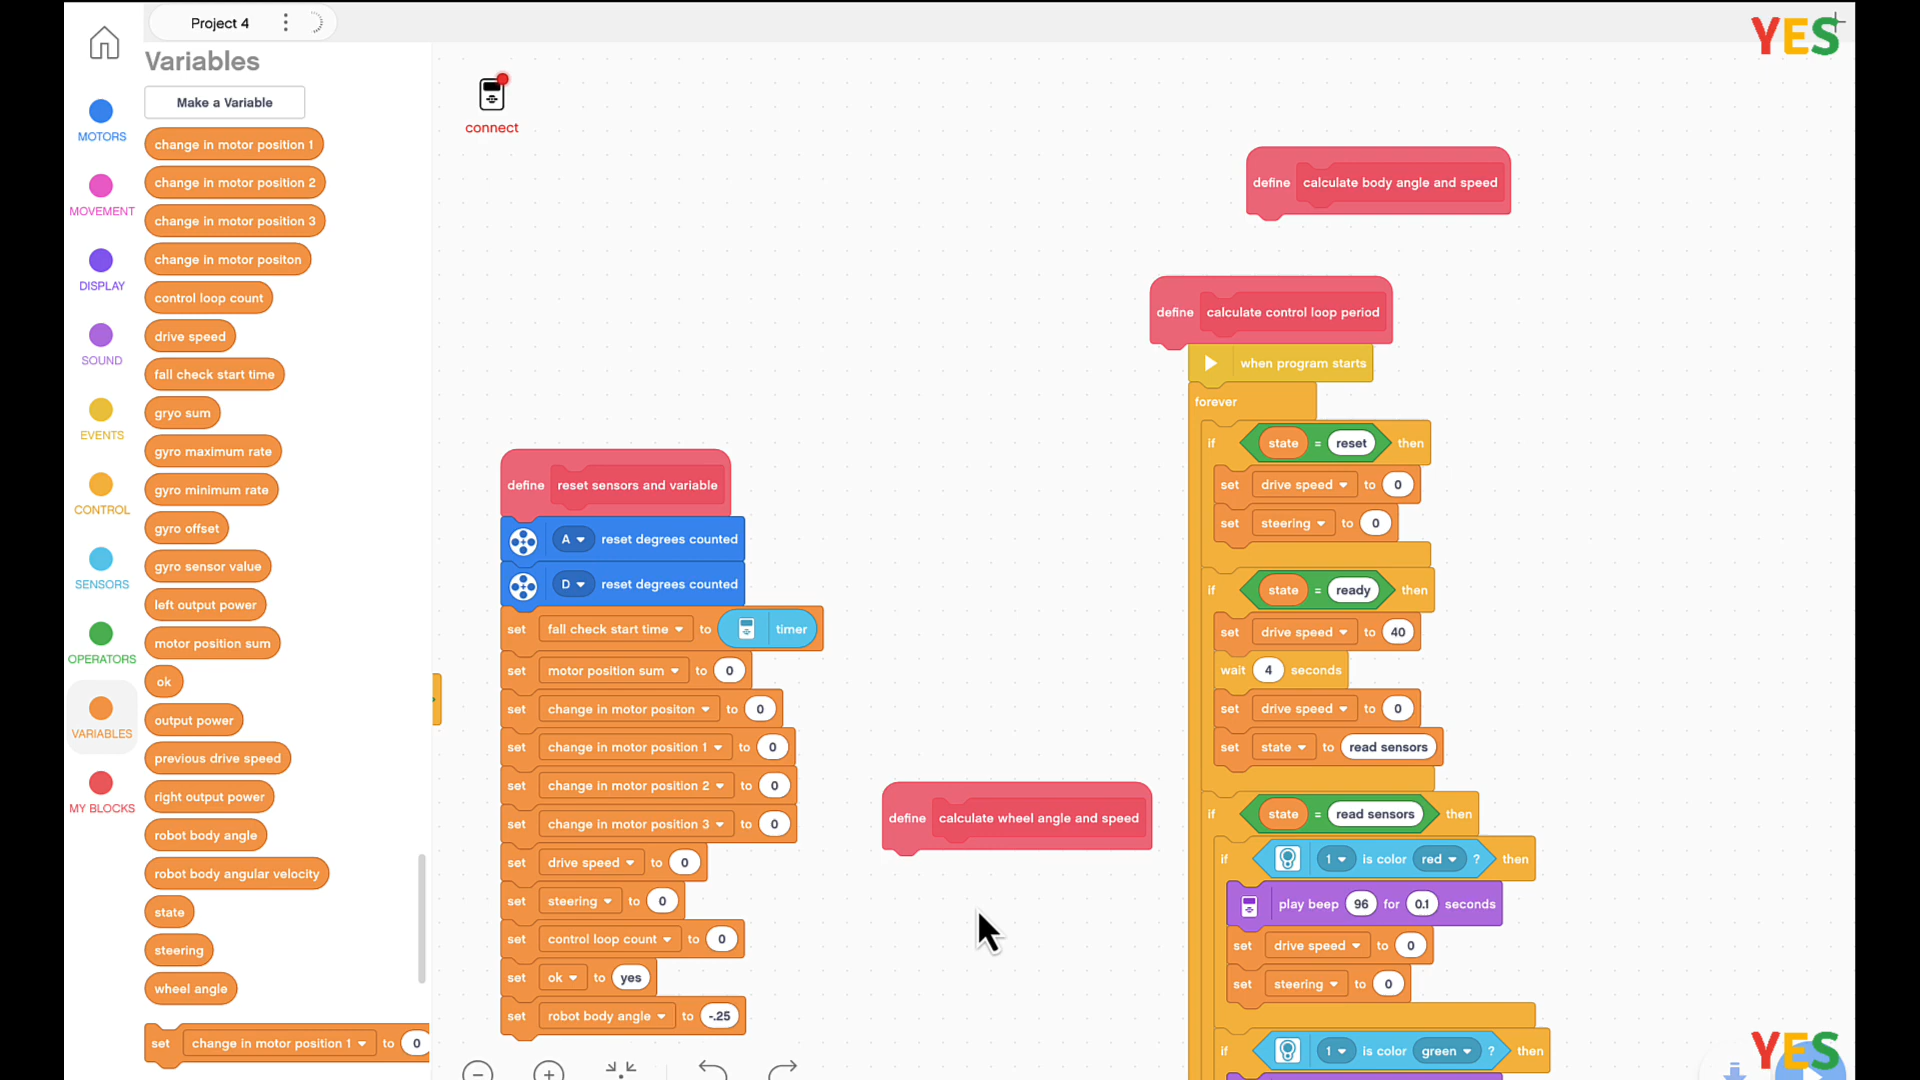 Project 4
YES
Variables
Make a Variable
change in motor position 1
change in motor position 2
change in motor position 3
change in motor positon
control loop count
drive speed
fall check start time
gryo sum
gyro maximum rate
gyro minimum rate
gyro offset
gyro sensor value
left output power
motor position sum
ok
output power
previous drive speed
right output power
robot body angle
robot body angular velocity
state
steering
wheel angle
set change in motor position 1 to 0
MOTORS
MOVEMENT
DISPLAY
SOUND
EVENTS
CONTROL
SENSORS
OPERATORS
VARIABLES
MY BLOCKS
connect
define reset sensors and variable
A reset degrees counted
D reset degrees counted
set fall check start time to timer
set motor position sum to 0
set change in motor positon to 0
set change in motor position 1 to 0
set change in motor position 2 to 0
set change in motor position 3 to 0
set drive speed to 0
set steering to 0
set control loop count to 0
set ok to yes
set robot body angle to -.25
define calculate wheel angle and speed
define calculate body angle and speed
define calculate control loop period
when program starts
forever
if state = reset then
set drive speed to 0
set steering to 0
if state = ready then
set drive speed to 40
wait 4 seconds
set drive speed to 0
set state to read sensors
if state = read sensors then
if 1 is color red ? then
play beep 96 for 0.1 seconds
set drive speed to 0
set steering to 0
if 1 is color green ? then
YES